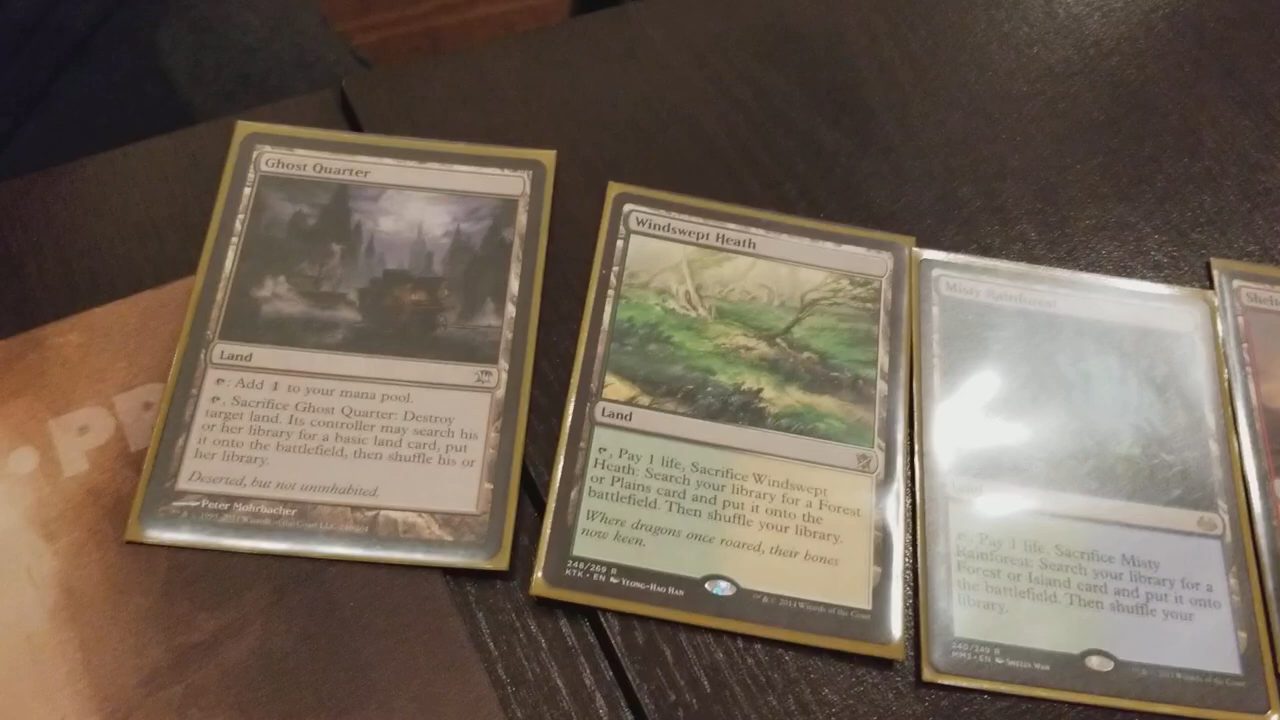 Ghost Quarter
Land
: Add 1 to your mana pool.
, Sacrifice Ghost Quarter: Destroy
target land. Its controller may search his
or her library for a basic land card, put
it onto the battlefield, then shuffle his or
her library.
Deserted, but not uninhabited.
Peter Mohrbacher
Windswept Heath
Land
, Pay 1 life, Sacrifice Windswept
Heath: Search your library for a Forest
or Plains card and put it onto the
battlefield. Then shuffle your library.
Where dragons once roared, their bones
now keen.
248/269 R
KTK • EN Yeong-Hao Han
™ & © 2014 Wizards of the Coast
Misty Rainforest
, Pay 1 life, Sacrifice Misty
Rainforest: Search your library for a
Forest or Island card and put it onto
the battlefield. Then shuffle your
library.
240/249 R
MM3 • EN
Wizards of the Coast